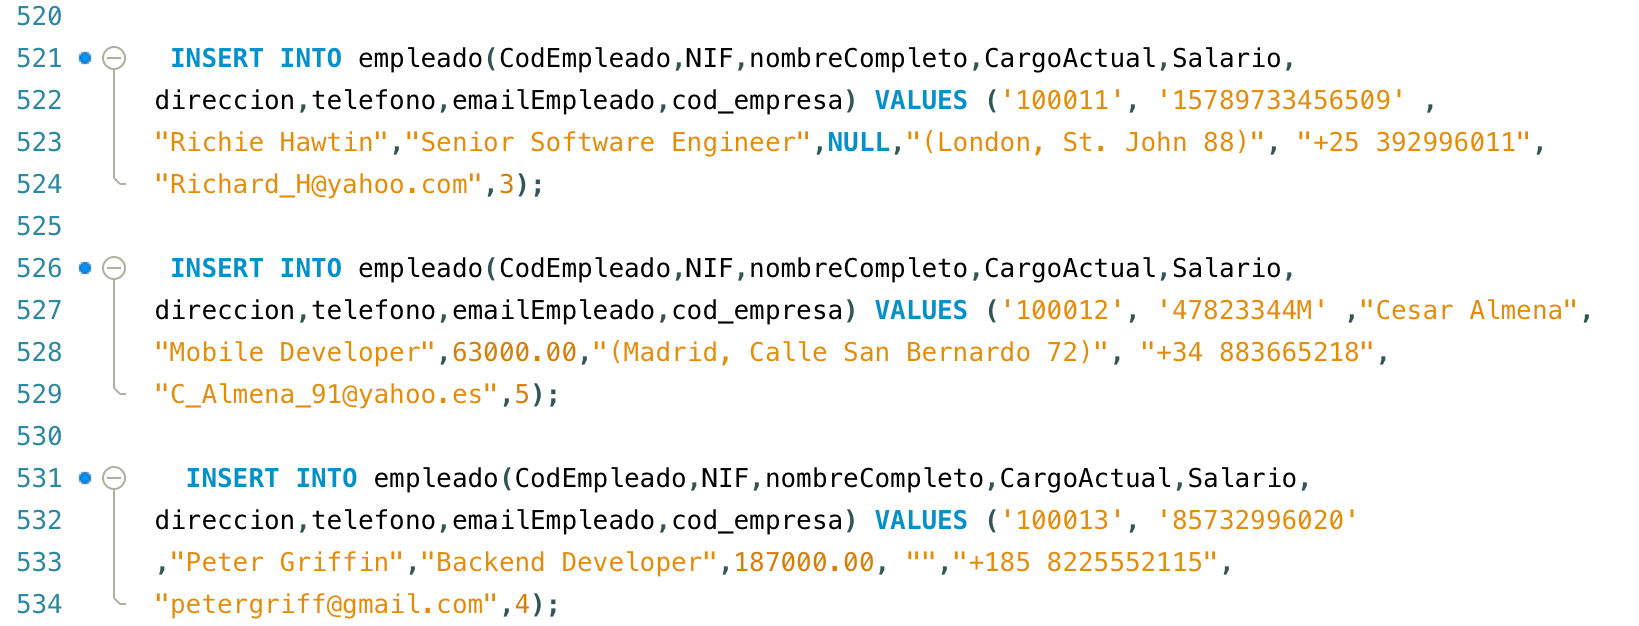 520
521 INSERT INTO empleado(CodEmpleado,NIF,nombreCompleto,CargoActual,Salario,
522 direccion,telefono,emailEmpleado,cod_empresa) VALUES ('100011', '15789733456509' ,
523 "Richie Hawtin","Senior Software Engineer",NULL,"(London, St. John 88)", "+25 392996011",
524 "Richard_H@yahoo.com",3);
525
526 INSERT INTO empleado(CodEmpleado,NIF,nombreCompleto,CargoActual,Salario,
527 direccion,telefono,emailEmpleado,cod_empresa) VALUES ('100012', '47823344M' ,"Cesar Almena",
528 "Mobile Developer",63000.00,"(Madrid, Calle San Bernardo 72)", "+34 883665218",
529 "C_Almena_91@yahoo.es",5);
530
531 INSERT INTO empleado(CodEmpleado,NIF,nombreCompleto,CargoActual,Salario,
532 direccion,telefono,emailEmpleado,cod_empresa) VALUES ('100013', '85732996020'
533 ,"Peter Griffin","Backend Developer",187000.00, "","+185 8225552115",
534 "petergriff@gmail.com",4);